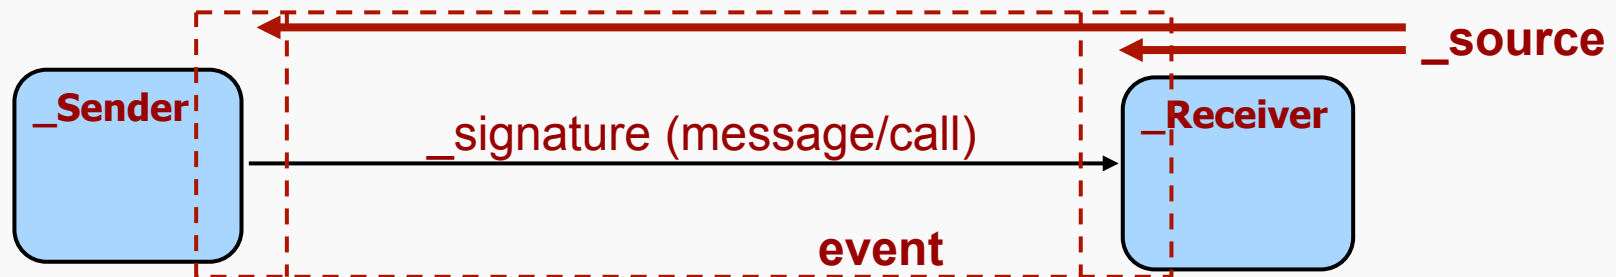 _source
_Sender
_Receiver
_signature (message/call)
event